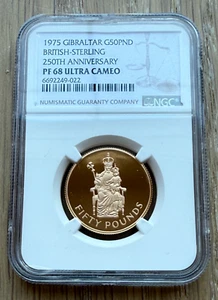 1975 GIBRALTAR G50PND
BRITISH-STERLING
250TH ANNIVERSARY
PF 68 ULTRA CAMEO
6692249-022
NUMISMATIC GUARANTY COMPANY
NGC
FIFTY POUNDS